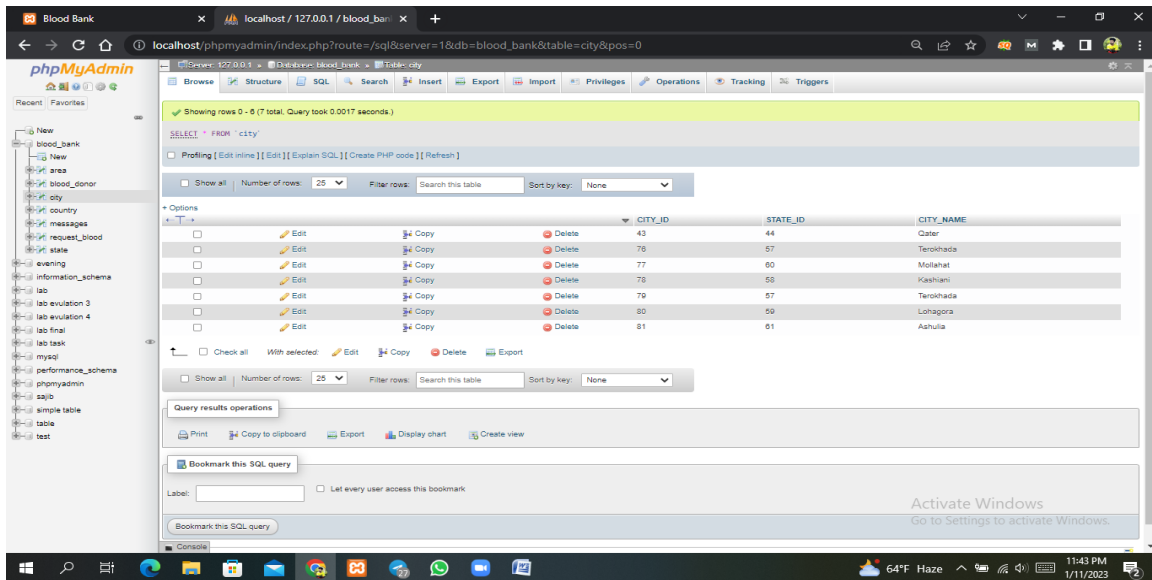 Blood Bank
localhost / 127.0.0.1 / blood_ban
localhost/phpmyadmin/index.php?route=/sql&server=1&db=blood_bank&table=city&pos=0
phpMyAdmin
Recent Favorites
New
blood_bank
New
area
blood_donor
city
country
messages
request_blood
state
evening
information_schema
lab
lab evulation 3
lab evulation 4
lab final
lab task
mysql
performance_schema
phpmyadmin
sajib
simple table
table
test
Server: 127.0.0.1 » Database: blood_bank » Table: city
Browse Structure SQL Search Insert Export Import Privileges Operations Tracking Triggers
Showing rows 0 - 6 (7 total, Query took 0.0017 seconds.)
SELECT * FROM `city`
Profiling [ Edit inline ] [ Edit ] [ Explain SQL ] [ Create PHP code ] [ Refresh ]
Show all | Number of rows: 25 Filter rows: Search this table Sort by key: None
+ Options
←T→ CITY_ID STATE_ID CITY_NAME
Edit Copy Delete 43 44 Qater
Edit Copy Delete 76 57 Terokhada
Edit Copy Delete 77 60 Mollahat
Edit Copy Delete 78 58 Kashiani
Edit Copy Delete 79 57 Terokhada
Edit Copy Delete 80 59 Lohagora
Edit Copy Delete 81 61 Ashulia
Check all With selected: Edit Copy Delete Export
Show all | Number of rows: 25 Filter rows: Search this table Sort by key: None
Query results operations
Print Copy to clipboard Export Display chart Create view
Bookmark this SQL query
Label: Let every user access this bookmark
Bookmark this SQL query
Console
Activate Windows
Go to Settings to activate Windows.
64°F Haze 11:43 PM
1/11/2023